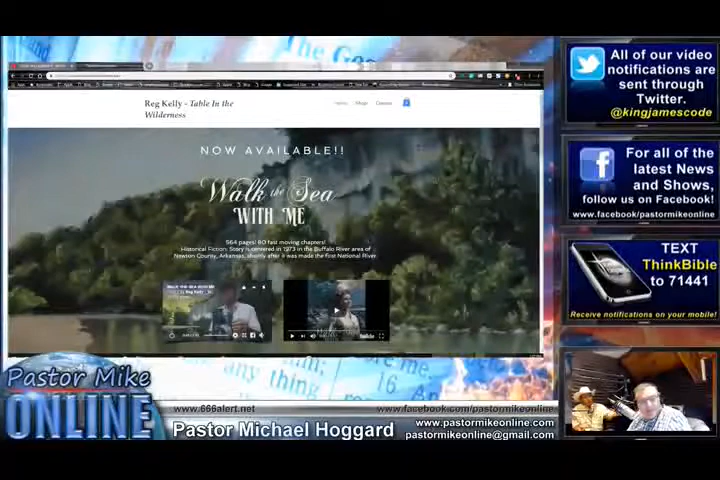 Reg Kelly - Table In the
Wilderness
NOW AVAILABLE!!
Walk the Sea
WITH ME
564 pages! 80 fast moving chapters!
Historical Fiction: Story is centered in 1973 in the Buffalo River area of
Newton County, Arkansas, shortly after it was made the First National River
YouTube
All of our video
notifications are
sent through
Twitter.
@kingjamescode
For all of the
latest News
and Shows,
follow us on Facebook!
www.facebook/pastormikeonline
TEXT
ThinkBible
to 71441
Receive notifications on your mobile!
Pastor Mike
ONLINE
www.666alert.net
www.facebook.com/pastormikeonline
Pastor Michael Hoggard
www.pastormikeonline.com
pastormikeonline@gmail.com
any thing